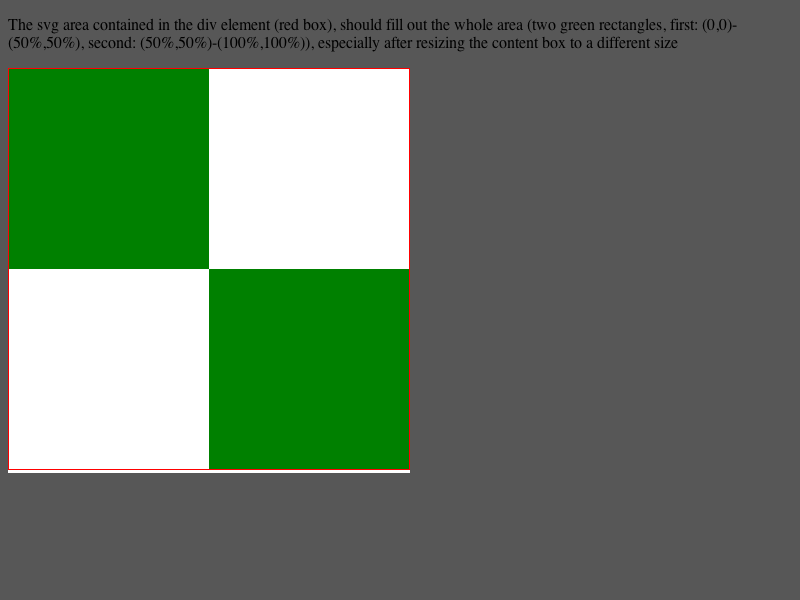 The svg area contained in the div element (red box), should fill out the whole area (two green rectangles, first: (0,0)-
(50%,50%), second: (50%,50%)-(100%,100%)), especially after resizing the content box to a different size